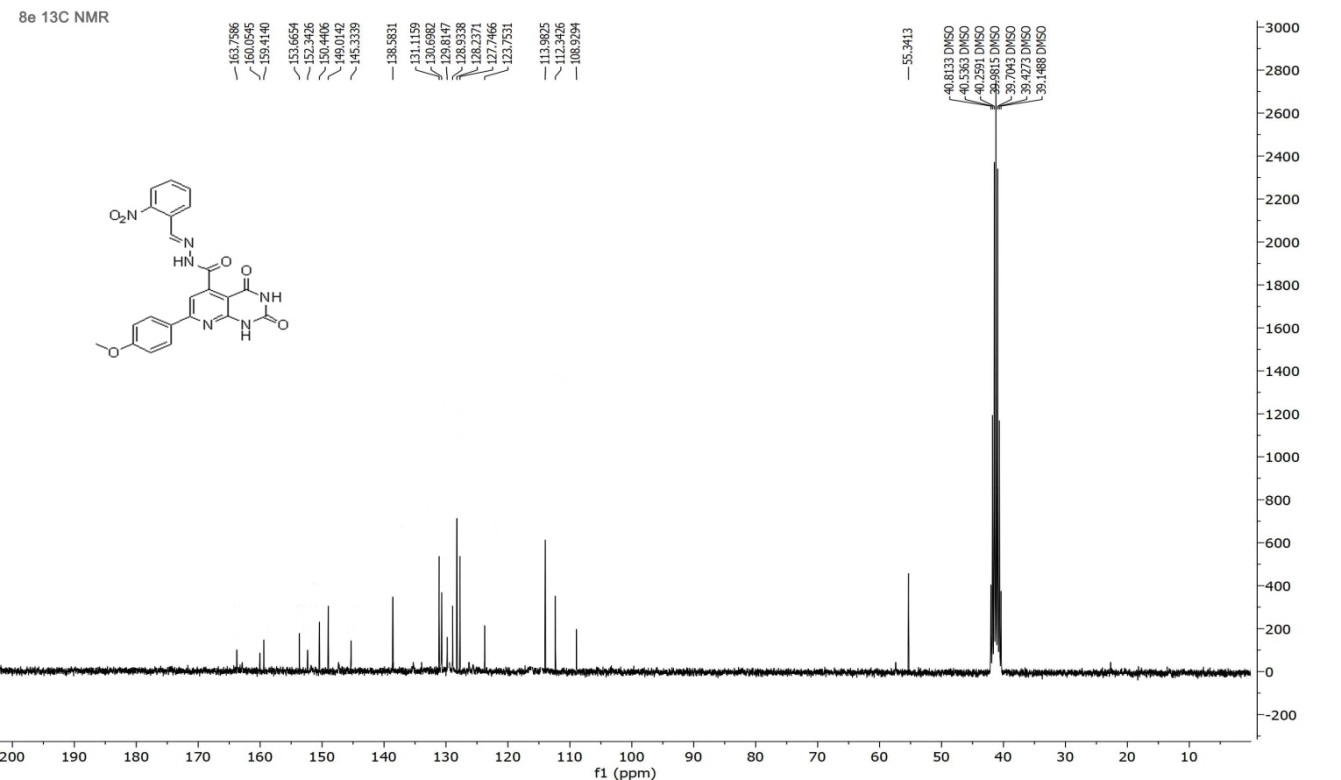 8e 13C NMR
163.7586
160.0545
159.4140
153.6654
152.3426
150.4406
149.0142
145.3339
138.5831
131.1159
130.6982
129.8147
128.9338
128.2371
127.7466
123.7531
113.9825
112.3426
108.9294
55.3413
40.8133 DMSO
40.5363 DMSO
40.2591 DMSO
39.9815 DMSO
39.7043 DMSO
39.4273 DMSO
39.1488 DMSO
3000
2800
2600
2400
2200
2000
1800
1600
1400
1200
1000
800
600
400
200
0
-200
O2N
N
HN
O
O
NH
N
N
H
O
O
200 190 180 170 160 150 140 130 120 110 100 90 80 70 60 50 40 30 20 10
f1 (ppm)